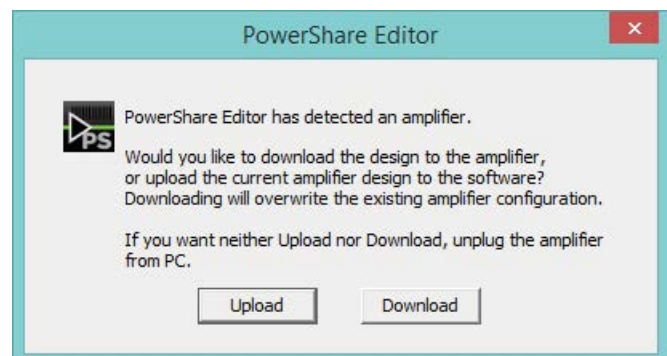 PowerShare Editor
PS
PowerShare Editor has detected an amplifier.
Would you like to download the design to the amplifier,
or upload the current amplifier design to the software?
Downloading will overwrite the existing amplifier configuration.
If you want neither Upload nor Download, unplug the amplifier
from PC.
Upload Download